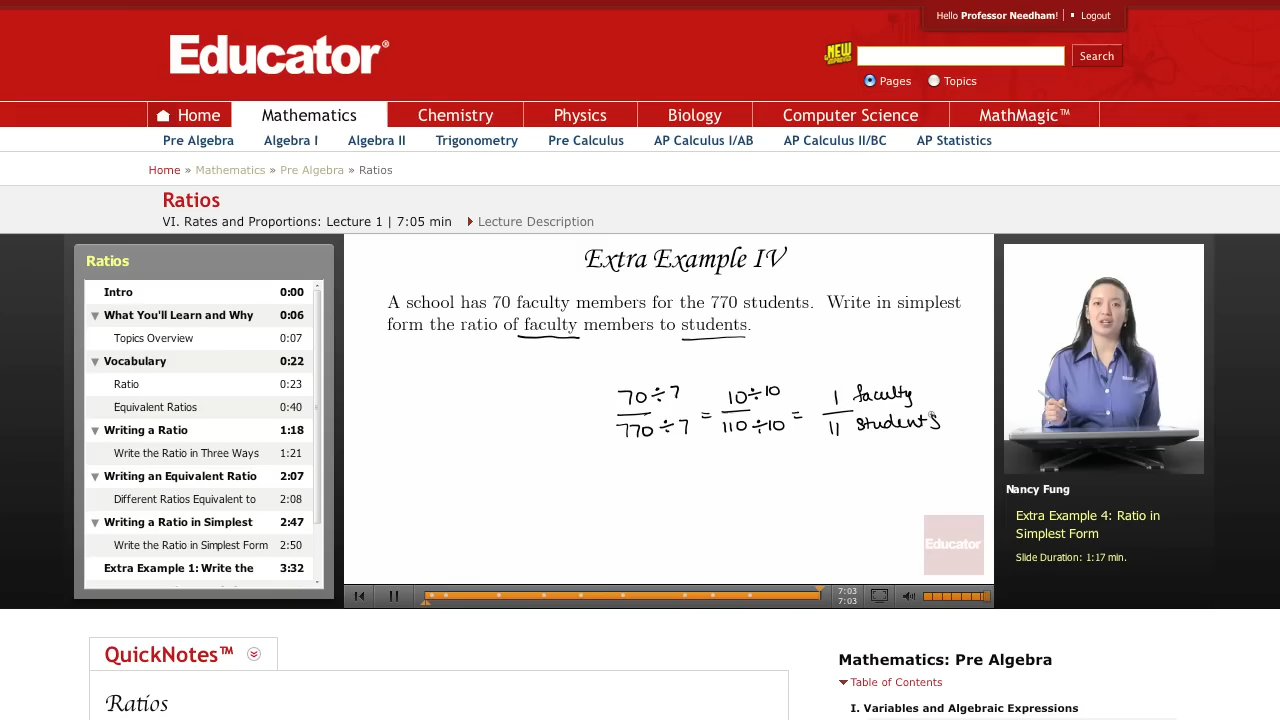 Hello Professor Needham! Logout
Educator®
NEW
Search
Pages Topics
Home Mathematics Chemistry Physics Biology Computer Science MathMagic™
Pre Algebra Algebra I Algebra II Trigonometry Pre Calculus AP Calculus I/AB AP Calculus II/BC AP Statistics
Home » Mathematics » Pre Algebra » Ratios
Ratios
VI. Rates and Proportions: Lecture 1 | 7:05 min Lecture Description
Ratios
Intro 0:00
What You'll Learn and Why 0:06
Topics Overview 0:07
Vocabulary 0:22
Ratio 0:23
Equivalent Ratios 0:40
Writing a Ratio 1:18
Write the Ratio in Three Ways 1:21
Writing an Equivalent Ratio 2:07
Different Ratios Equivalent to 2:08
Writing a Ratio in Simplest 2:47
Write the Ratio in Simplest Form 2:50
Extra Example 1: Write the 3:32
Extra Example IV
A school has 70 faculty members for the 770 students. Write in simplest
form the ratio of faculty members to students.
70 ÷ 7 10 ÷ 10 1 faculty
= =
770 ÷ 7 110 ÷ 10 11 students
Educator
7:03
7:03
Nancy Fung
Extra Example 4: Ratio in
Simplest Form
Slide Duration: 1:17 min.
QuickNotes™
Ratios
Mathematics: Pre Algebra
Table of Contents
I. Variables and Algebraic Expressions